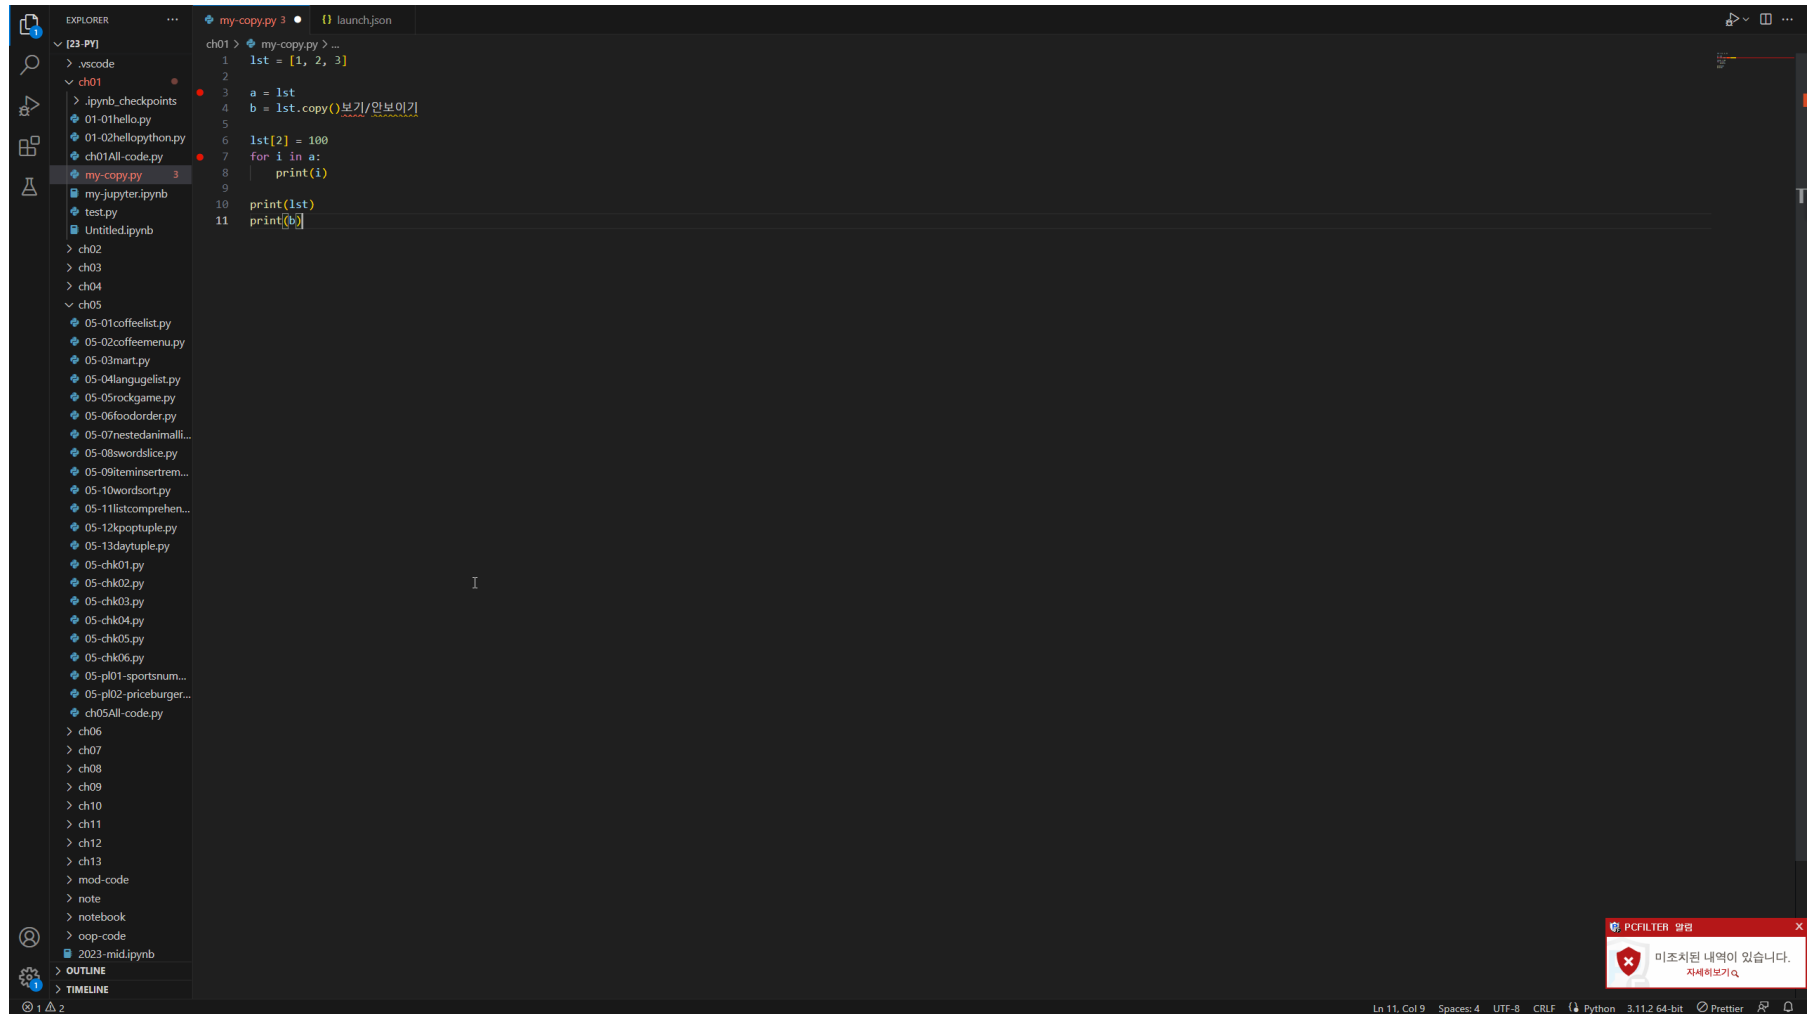 EXPLORER ···
[23-PY]
.vscode
ch01
.ipynb_checkpoints
01-01hello.py
01-02hellopython.py
ch01All-code.py
my-copy.py 3
my-jupyter.ipynb
test.py
Untitled.ipynb
ch02
ch03
ch04
ch05
05-01coffeelist.py
05-02coffeemenu.py
05-03mart.py
05-04langugelist.py
05-05rockgame.py
05-06foodorder.py
05-07nestedanimalli...
05-08swordslice.py
05-09iteminsertrem...
05-10wordsort.py
05-11listcomprehen...
05-12kpoptuple.py
05-13daytuple.py
05-chk01.py
05-chk02.py
05-chk03.py
05-chk04.py
05-chk05.py
05-chk06.py
05-pl01-sportsnum...
05-pl02-priceburger...
ch05All-code.py
ch06
ch07
ch08
ch09
ch10
ch11
ch12
ch13
mod-code
note
notebook
oop-code
2023-mid.ipynb
OUTLINE
TIMELINE
my-copy.py 3 ● {} launch.json
ch01 > my-copy.py > ...
1 lst = [1, 2, 3]
2
3 a = lst
4 b = lst.copy()보기/안보이기
5
6 lst[2] = 100
7 for i in a:
8 print(i)
9
10 print(lst)
11 print(b)
PCFILTER 알림 X
미조치된 내역이 있습니다.
자세히보기
1 2
Ln 11, Col 9 Spaces: 4 UTF-8 CRLF Python 3.11.2 64-bit Prettier
1
1